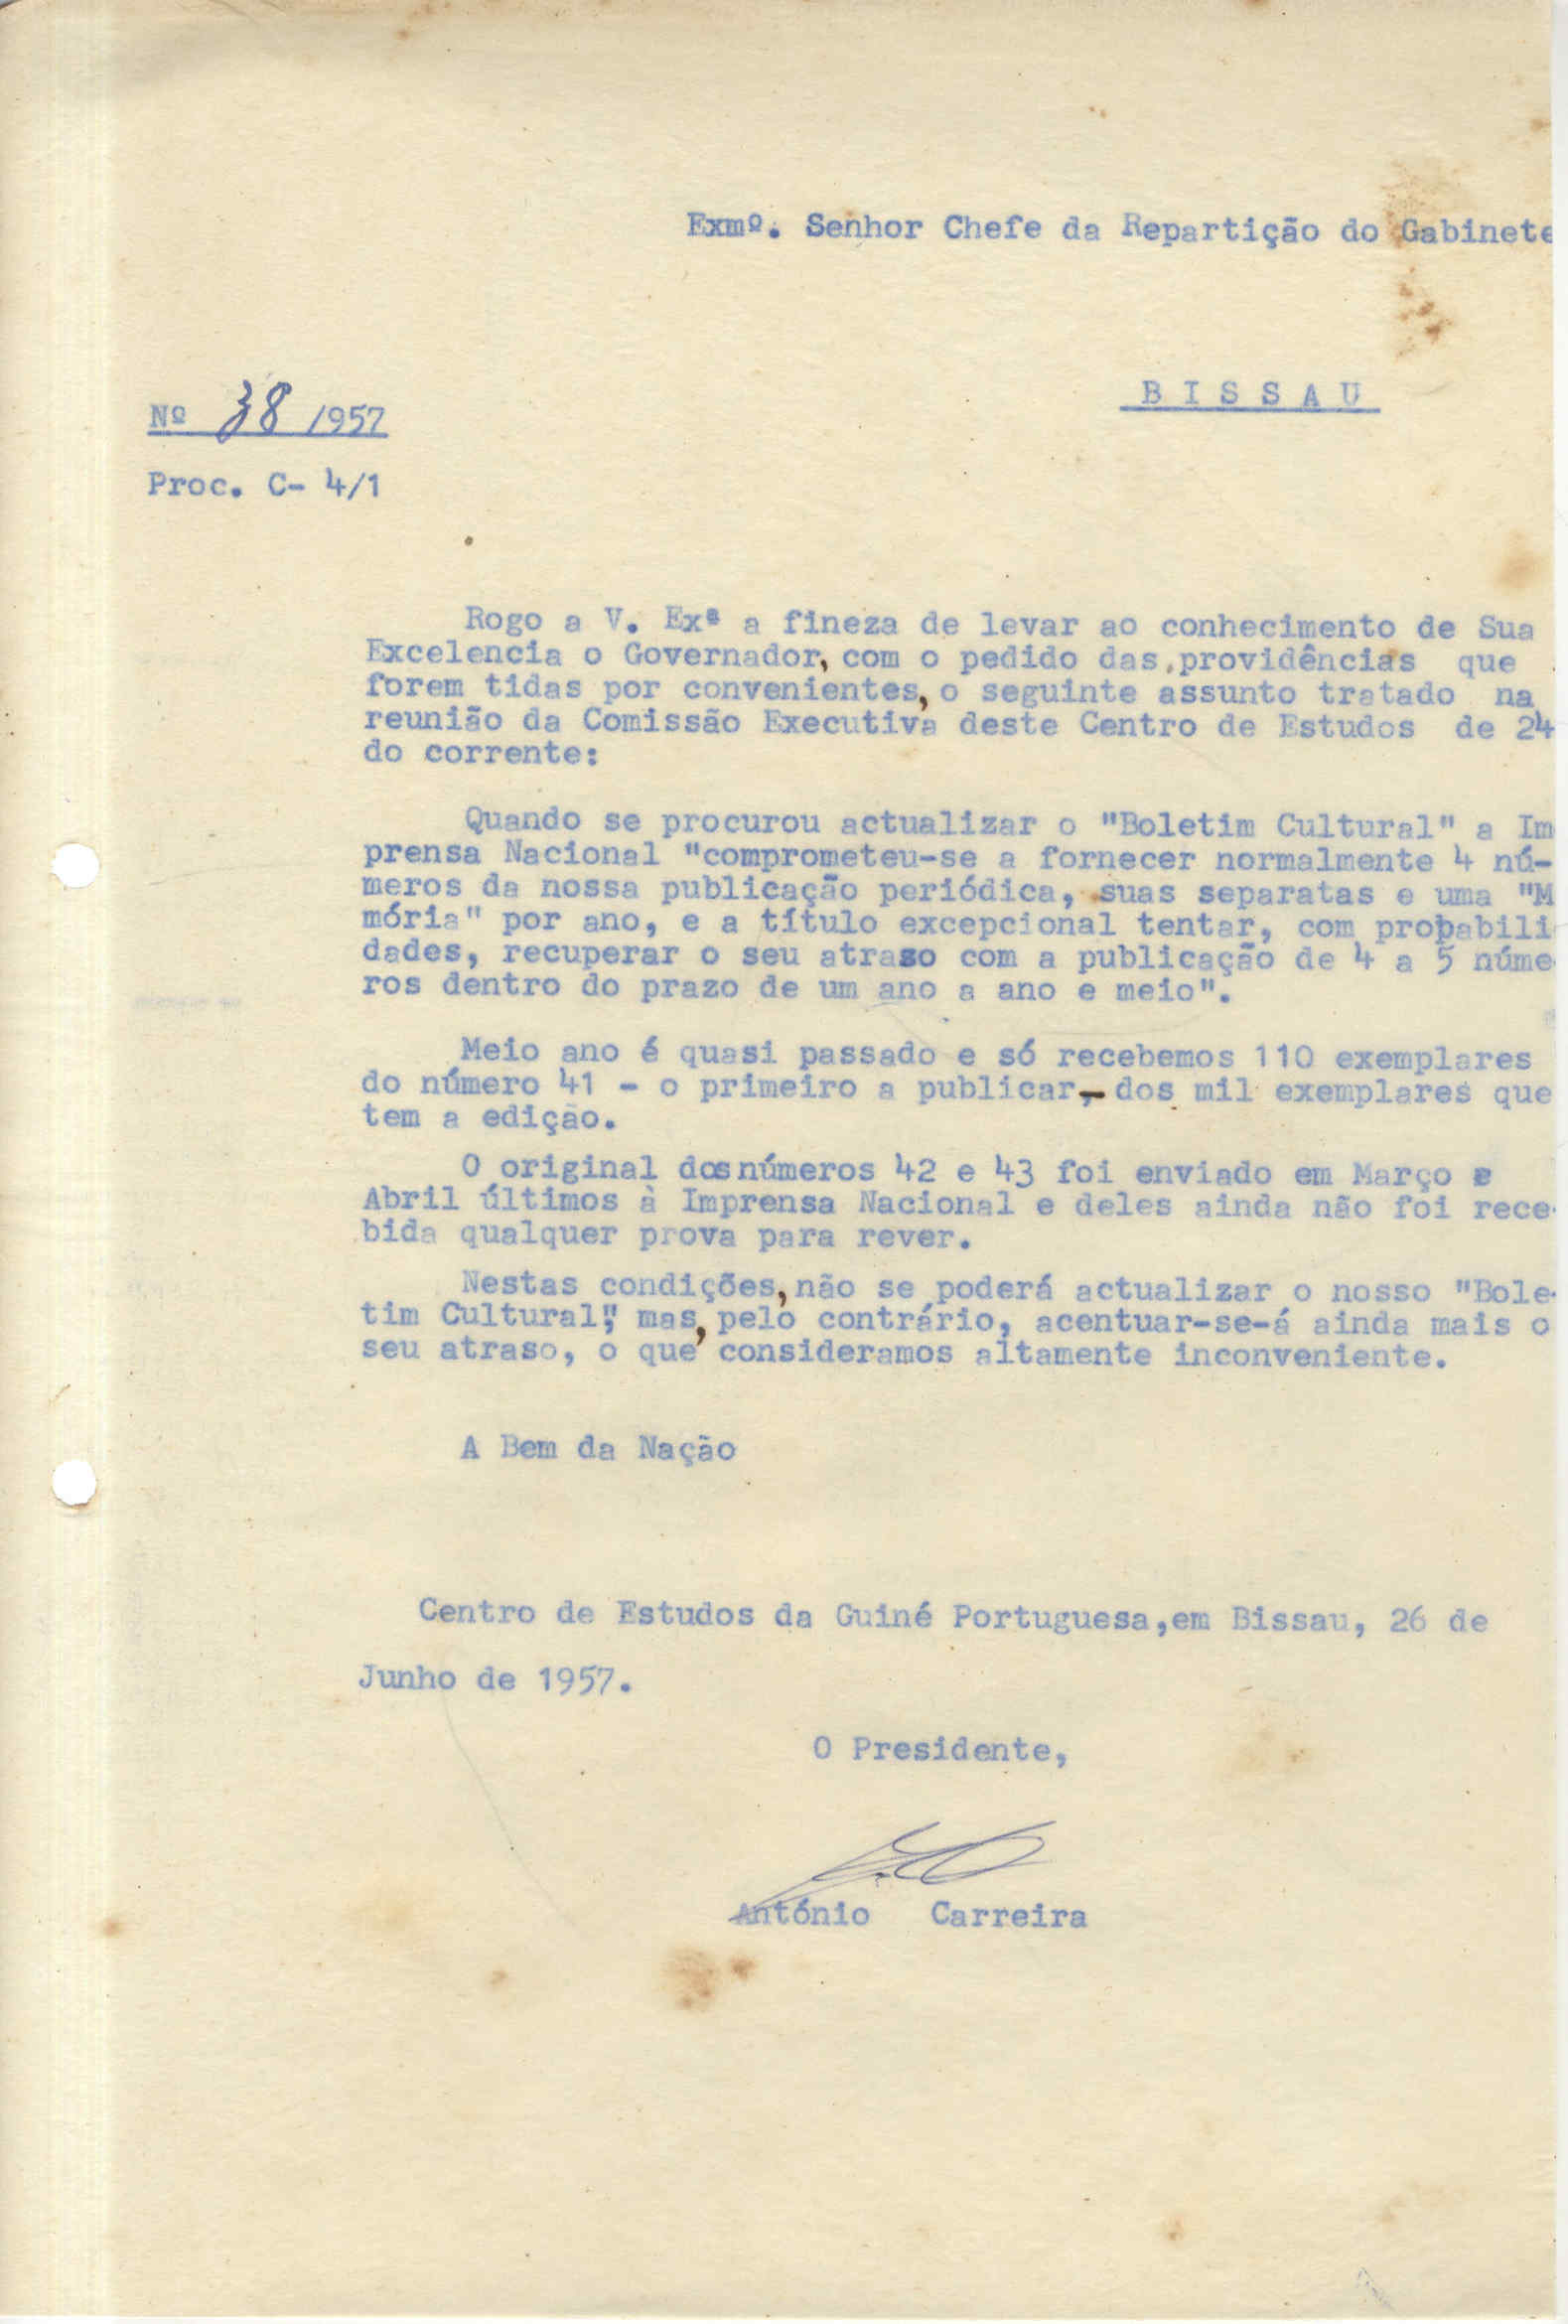 Exmº. Senhor Chefe da Repartição do Gabinete
BISSAU
Nº 38 /1957
Proc. C- 4/1
Rogo a V. Exª a fineza de levar ao conhecimento de Sua
Excelencia o Governador, com o pedido das providências que
forem tidas por convenientes, o seguinte assunto tratado na
reunião da Comissão Executiva deste Centro de Estudos de 24
do corrente:
Quando se procurou actualizar o "Boletim Cultural" a Im
prensa Nacional "comprometeu-se a fornecer normalmente 4 nú-
meros da nossa publicação periódica, suas separatas e uma "M
mória" por ano, e a título excepcional tentar, com probabili
dades, recuperar o seu atraso com a publicação de 4 a 5 núme
ros dentro do prazo de um ano a ano e meio".
Meio ano é quasi passado e só recebemos 110 exemplares
do número 41 - o primeiro a publicar,- dos mil exemplares que
tem a edição.
O original dos números 42 e 43 foi enviado em Março e
Abril últimos à Imprensa Nacional e deles ainda não foi rece
bida qualquer prova para rever.
Nestas condições, não se poderá actualizar o nosso "Bole
tim Cultural", mas, pelo contrário, acentuar-se-á ainda mais o
seu atraso, o que consideramos altamente inconveniente.
A Bem da Nação
Centro de Estudos da Guiné Portuguesa, em Bissau, 26 de
Junho de 1957.
O Presidente,
António Carreira